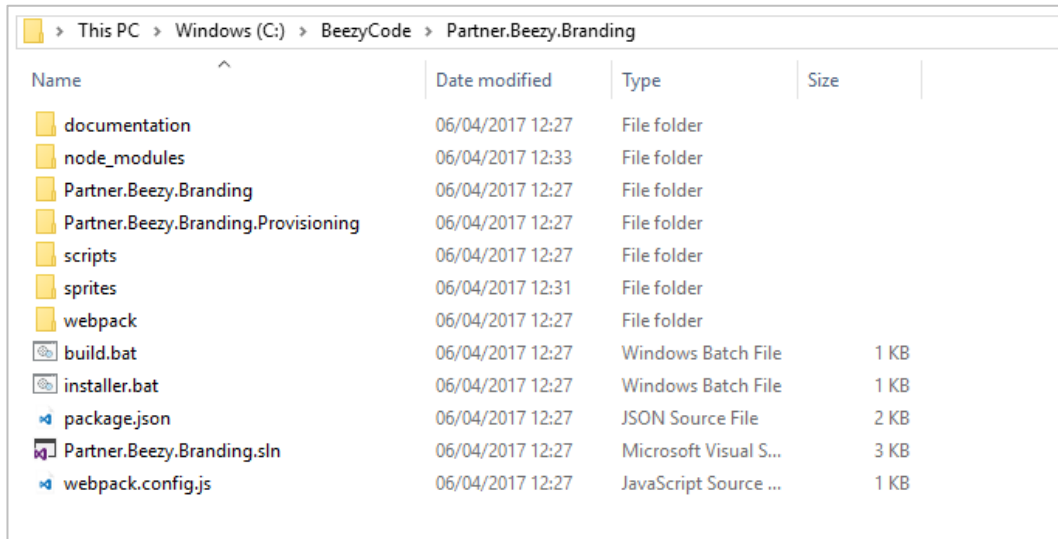 This PC > Windows (C:) > BeezyCode > Partner.Beezy.Branding
Name Date modified Type Size
documentation 06/04/2017 12:27 File folder
node_modules 06/04/2017 12:33 File folder
Partner.Beezy.Branding 06/04/2017 12:27 File folder
Partner.Beezy.Branding.Provisioning 06/04/2017 12:27 File folder
scripts 06/04/2017 12:27 File folder
sprites 06/04/2017 12:31 File folder
webpack 06/04/2017 12:27 File folder
build.bat 06/04/2017 12:27 Windows Batch File 1 KB
installer.bat 06/04/2017 12:27 Windows Batch File 1 KB
package.json 06/04/2017 12:27 JSON Source File 2 KB
Partner.Beezy.Branding.sln 06/04/2017 12:27 Microsoft Visual S... 3 KB
webpack.config.js 06/04/2017 12:27 JavaScript Source ... 1 KB